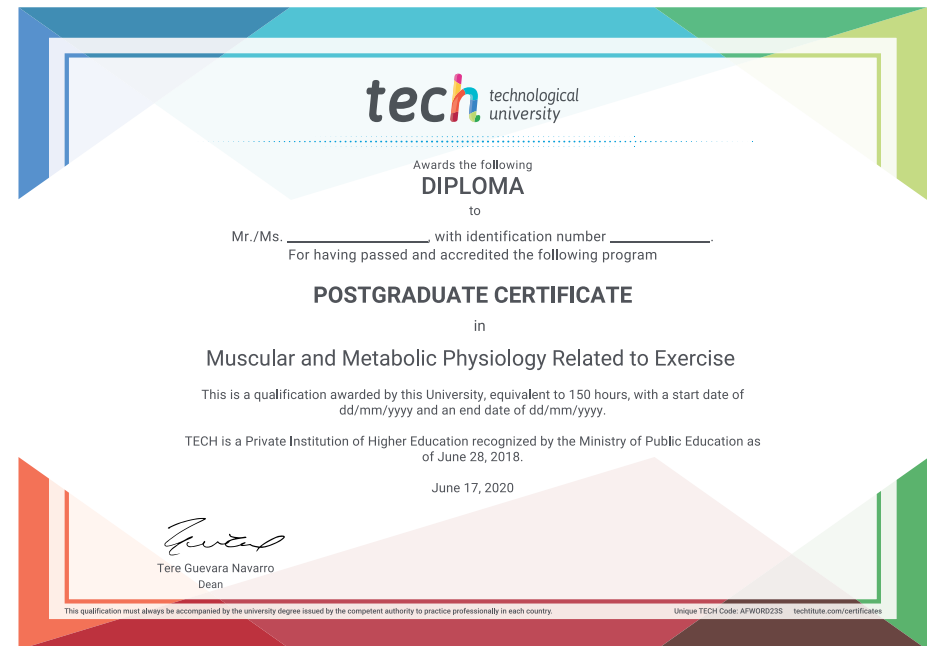 tech technological
university
Awards the following
DIPLOMA
to
Mr./Ms. ____________________, with identification number ______________.
For having passed and accredited the following program
POSTGRADUATE CERTIFICATE
in
Muscular and Metabolic Physiology Related to Exercise
This is a qualification awarded by this University, equivalent to 150 hours, with a start date of
dd/mm/yyyy and an end date of dd/mm/yyyy.
TECH is a Private Institution of Higher Education recognized by the Ministry of Public Education as
of June 28, 2018.
June 17, 2020
Tere Guevara Navarro
Dean
This qualification must always be accompanied by the university degree issued by the competent authority to practice professionally in each country.
Unique TECH Code: AFWORD23S techtitute.com/certificates